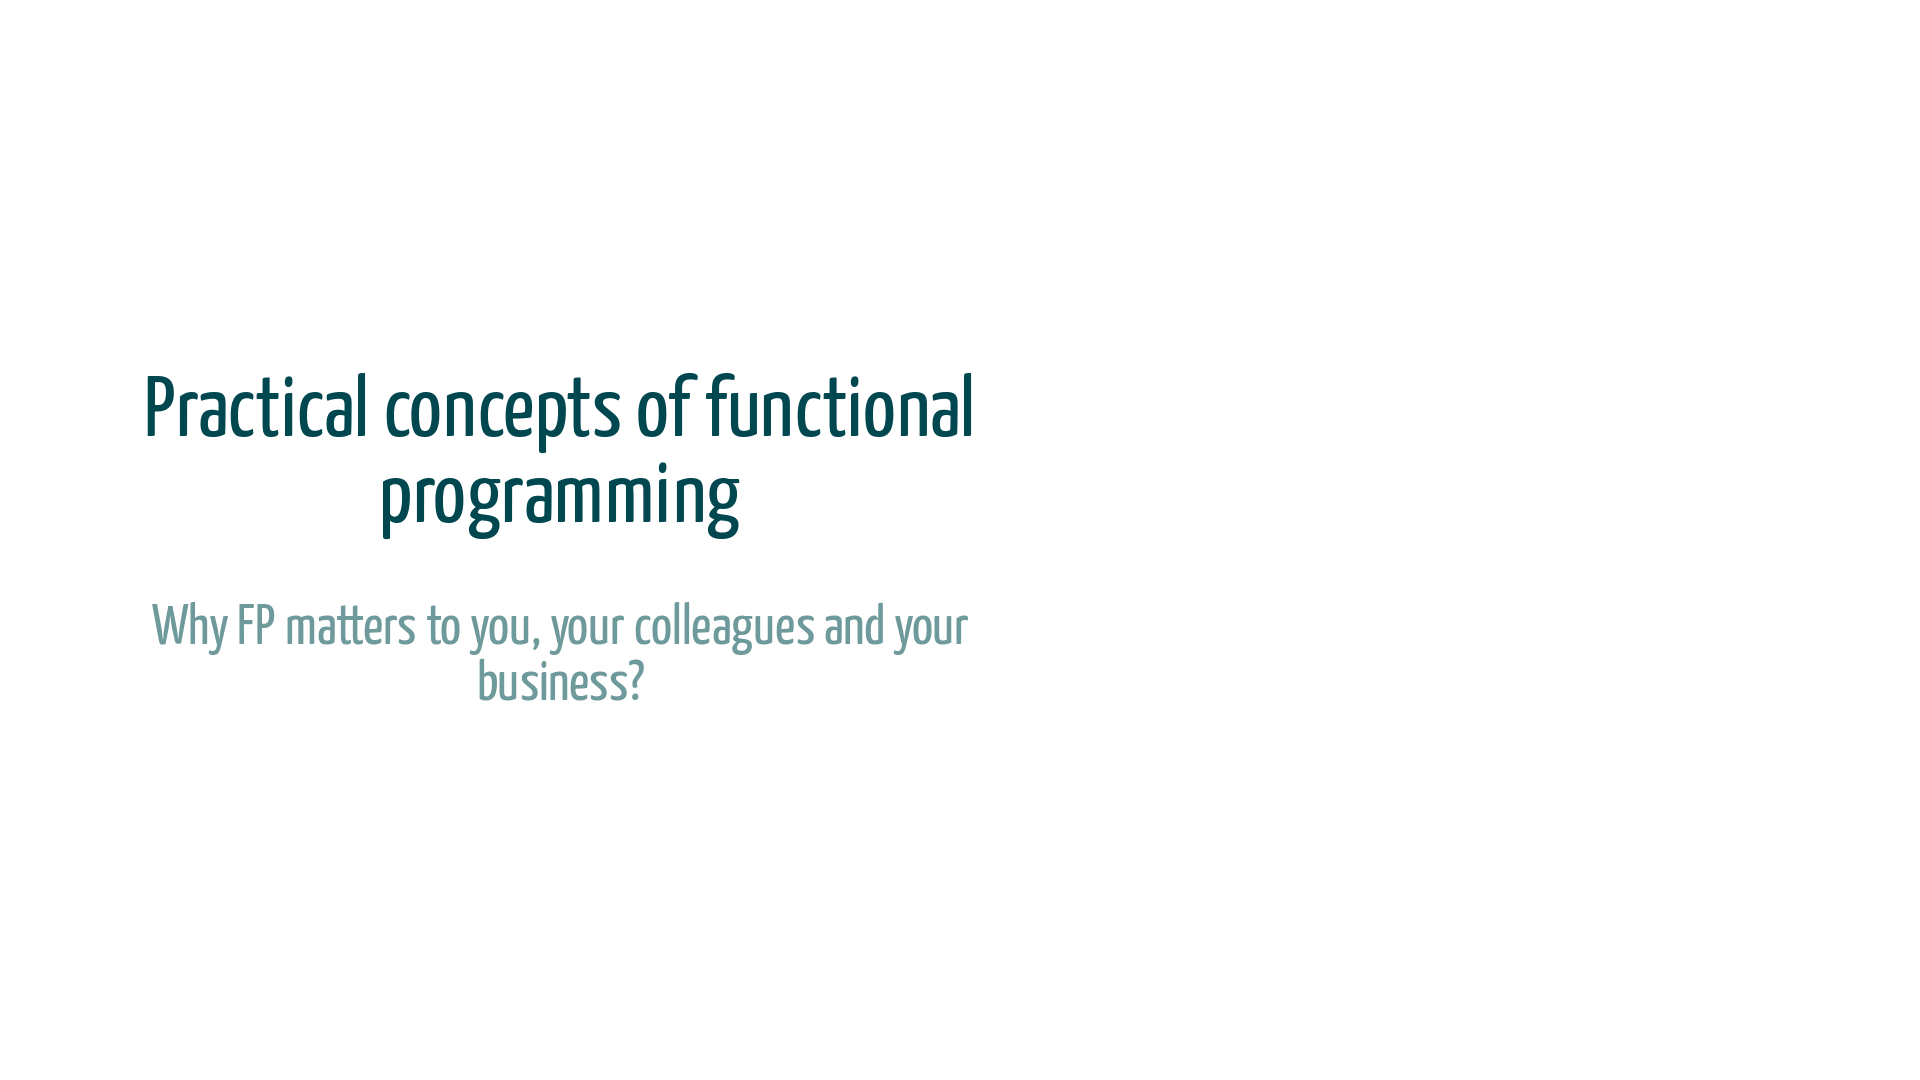 Practical concepts of functional
programming
Why FP matters to you, your colleagues and your
business?